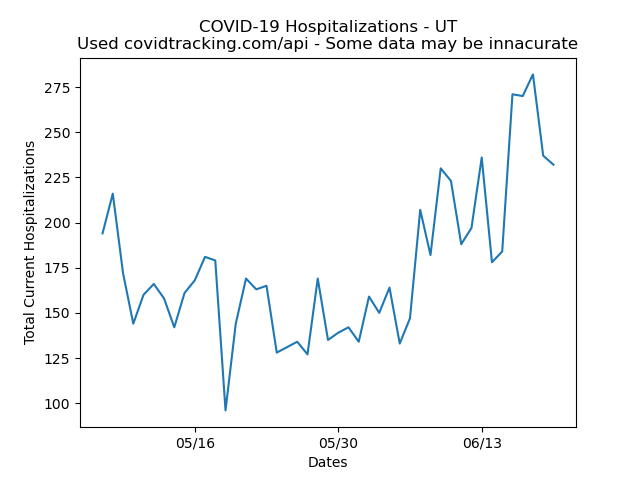 COVID-19 Hospitalizations - UT
Used covidtracking.com/api - Some data may be innacurate
Total Current Hospitalizations
275
250
225
200
175
150
125
100
05/16 05/30 06/13
Dates